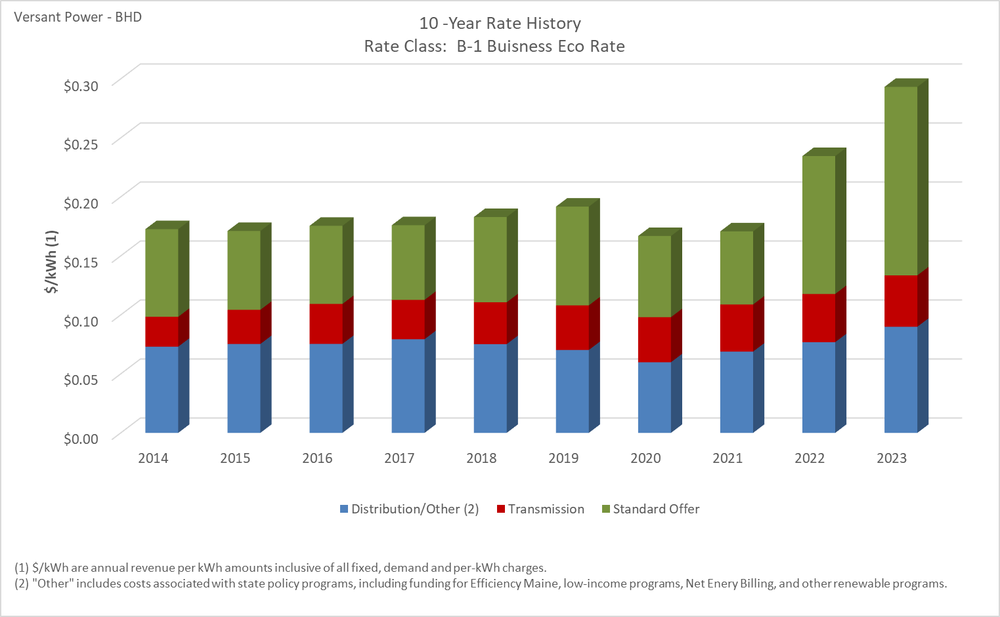 Versant Power - BHD
10 -Year Rate History
Rate Class:  B-1 Buisness Eco Rate
$0.30
$0.25
$0.20
$0.15
$0.10
$0.05
$0.00
$/kWh (1)
2014 2015 2016 2017 2018 2019 2020 2021 2022 2023
Distribution/Other (2) Transmission Standard Offer
(1) $/kWh are annual revenue per kWh amounts inclusive of all fixed, demand and per-kWh charges.
(2) "Other" includes costs associated with state policy programs, including funding for Efficiency Maine, low-income programs, Net Enery Billing, and other renewable programs.